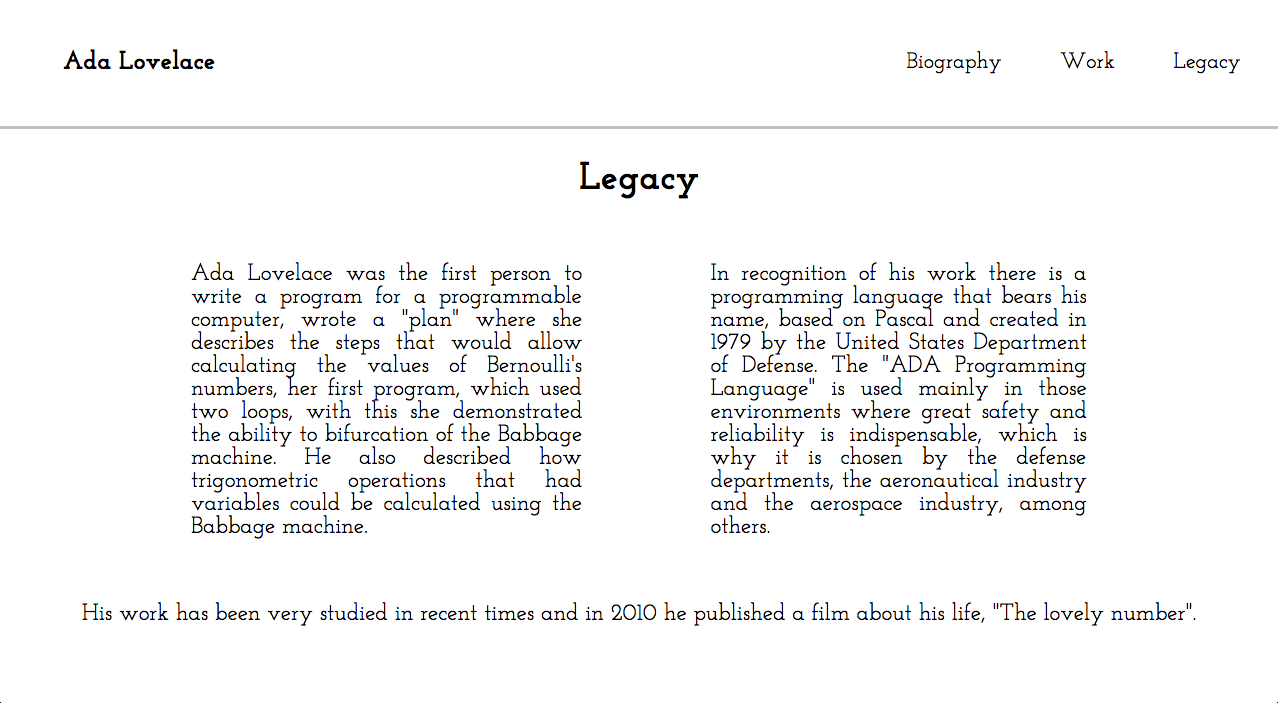 Ada Lovelace
Biography
Work
Legacy
Legacy
Ada Lovelace was the first person to
write a program for a programmable
computer, wrote a "plan" where she
describes the steps that would allow
calculating the values of Bernoulli's
numbers, her first program, which used
two loops, with this she demonstrated
the ability to bifurcation of the Babbage
machine. He also described how
trigonometric operations that had
variables could be calculated using the
Babbage machine.
In recognition of his work there is a
programming language that bears his
name, based on Pascal and created in
1979 by the United States Department
of Defense. The "ADA Programming
Language" is used mainly in those
environments where great safety and
reliability is indispensable, which is
why it is chosen by the defense
departments, the aeronautical industry
and the aerospace industry, among
others.
His work has been very studied in recent times and in 2010 he published a film about his life, "The lovely number".